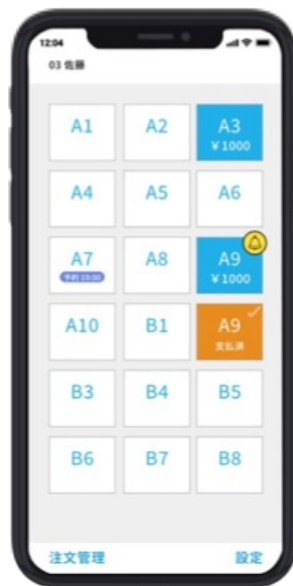 12:04
03 佐藤
A1 A2 A3
¥1000
A4 A5 A6
A7 A8 A9
予約 19:00 ¥1000
A10 B1 A9
支払済
B3 B4 B5
B6 B7 B8
注文管理 設定